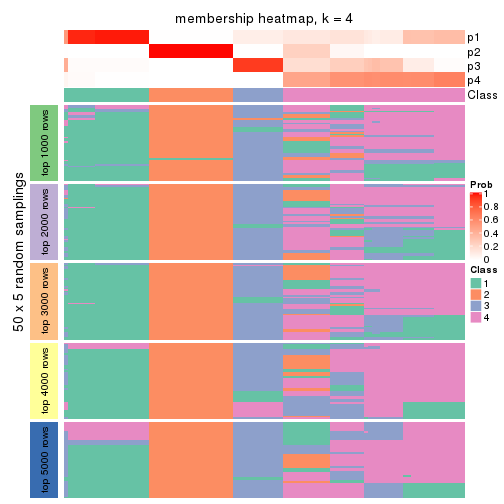 membership heatmap, k = 4
p1
p2
p3
p4
Class
50 x 5 random samplings
top 1000 rows
top 2000 rows
top 3000 rows
top 4000 rows
top 5000 rows
Prob
1
0.8
0.6
0.4
0.2
0
Class
1
2
3
4